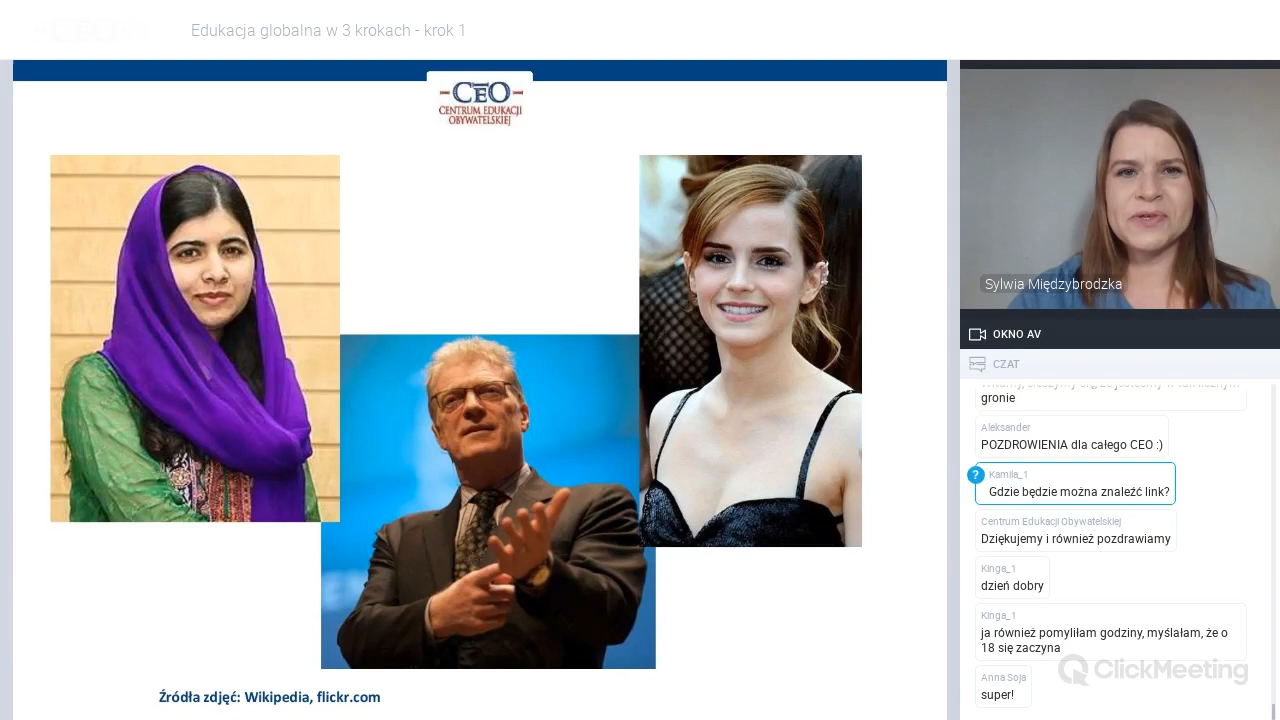 Edukacja globalna w 3 krokach - krok 1
CEO
CENTRUM EDUKACJI
OBYWATELSKIEJ
Źródła zdjęć: Wikipedia, flickr.com
Sylwia Międzybrodzka
OKNO AV
CZAT
gronie
Aleksander
POZDROWIENIA dla całego CEO :)
?
Kamila_1
Gdzie będzie można znaleźć link?
Centrum Edukacji Obywatelskiej
Dziękujemy i również pozdrawiamy
Kinga_1
dzień dobry
Kinga_1
ja również pomyliłam godziny, myślałam, że o
18 się zaczyna
ClickMeeting
Anna Soja
super!